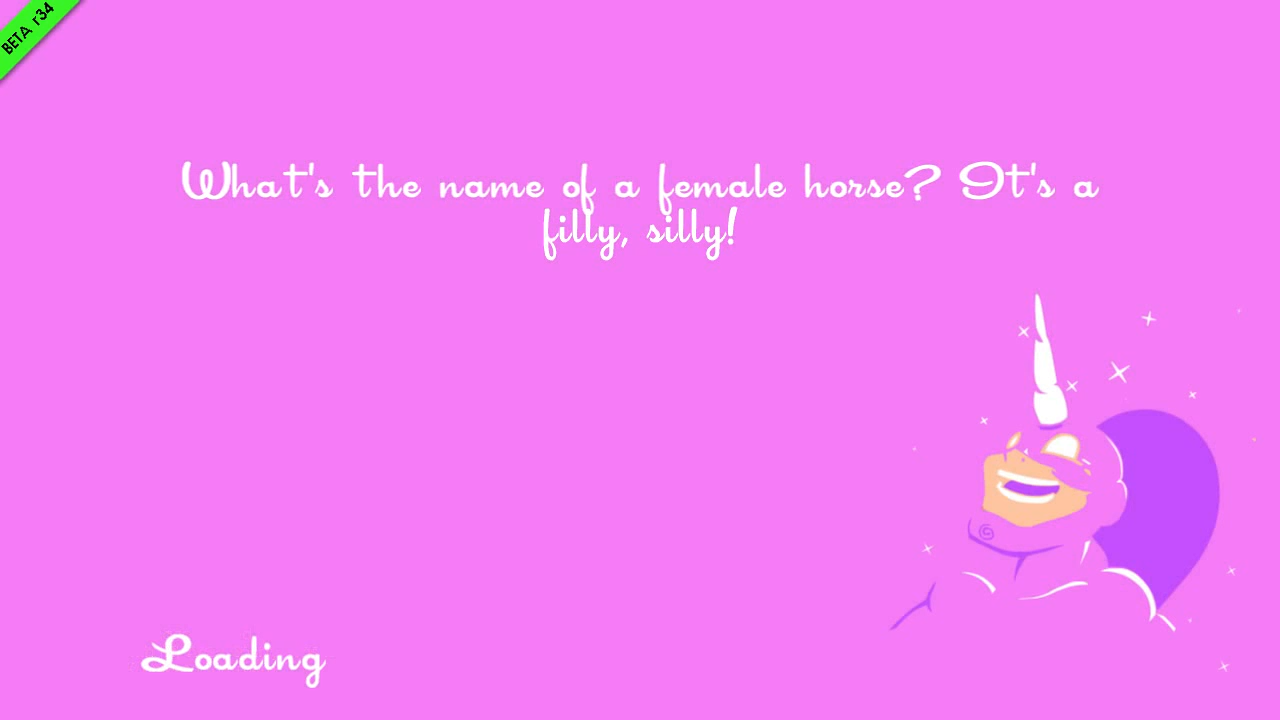 BETA r34
What's the name of a female horse? It's a
filly, silly!
Loading